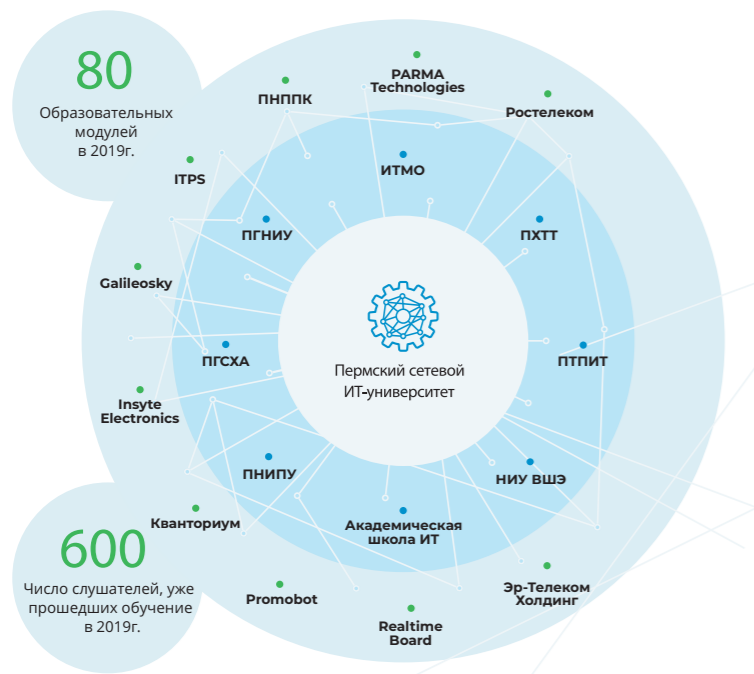 80
Образовательных
модулей
в 2019г.
PARMA
Technologies
ПНППК
Ростелеком
ITPS
ИТМО
ПГНИУ
ПХТТ
Galileosky
ПГСХА
ПТПИТ
Пермский сетевой
ИТ-университет
Insyte
Electronics
ПНИПУ
НИУ ВШЭ
Кванториум
Академическая
школа ИТ
600
Число слушателей, уже
прошедших обучение
в 2019г.
Promobot
Эр-Телеком
Холдинг
Realtime
Board